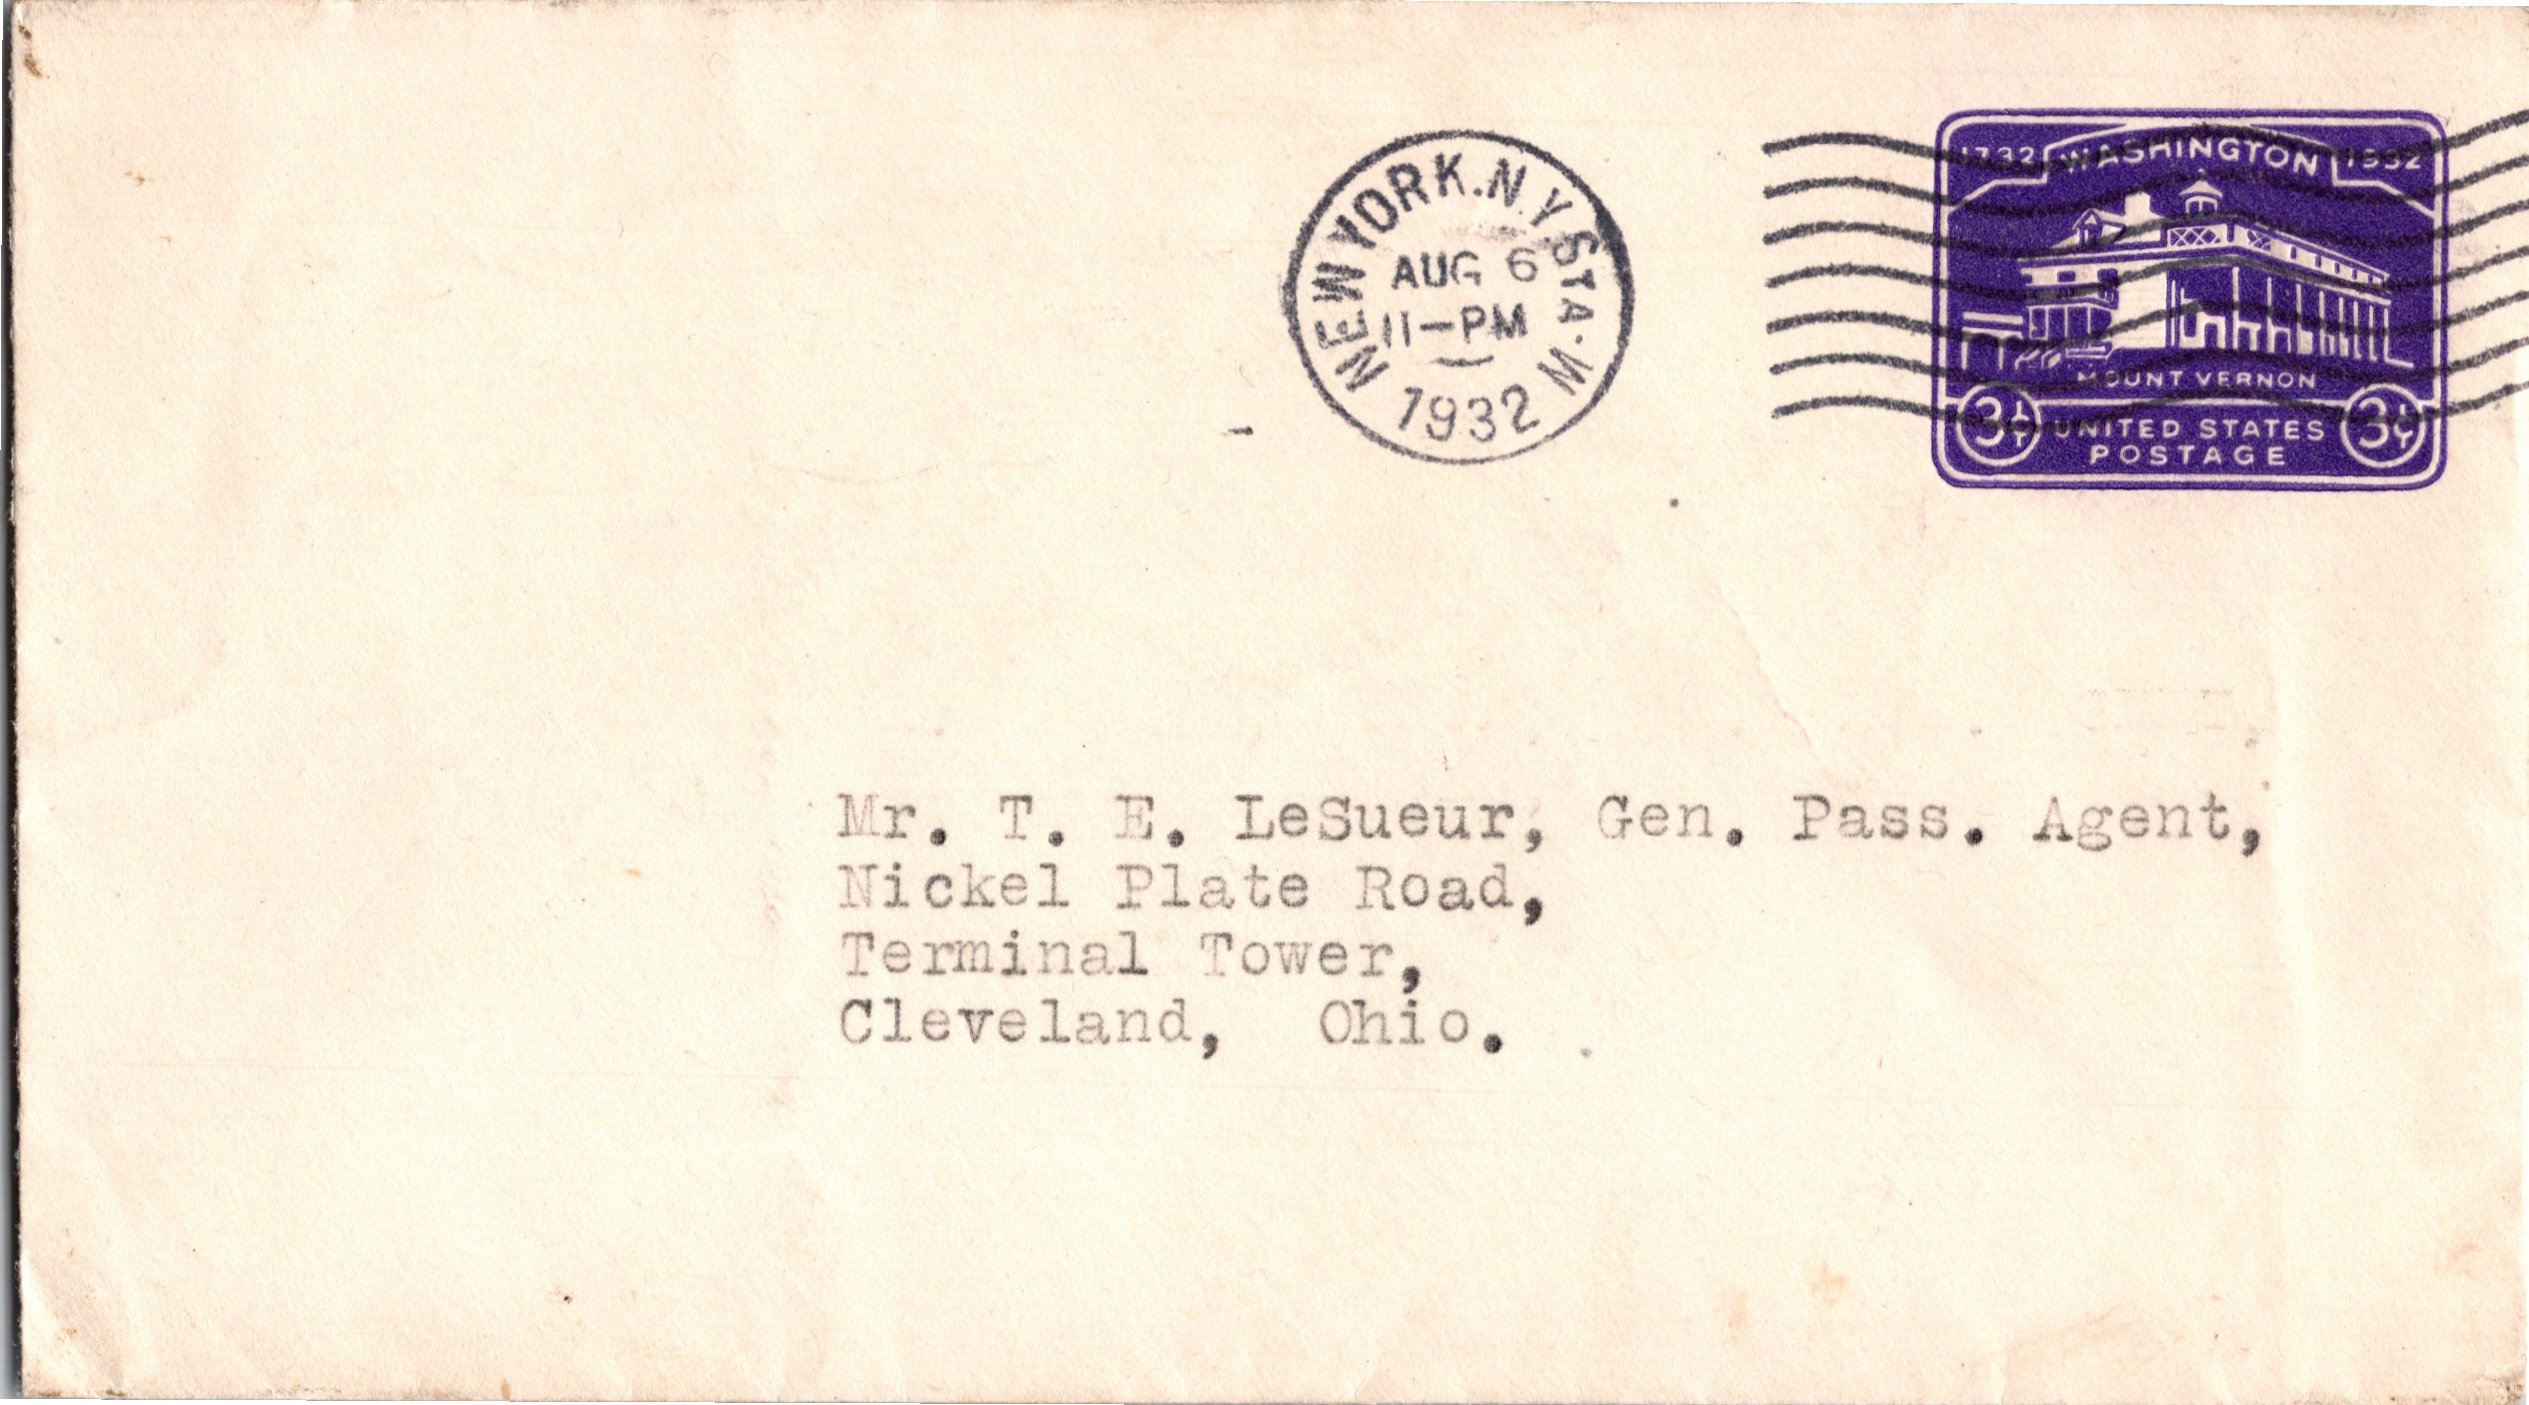 NEW YORK. N.Y. STA. W
AUG 6
11-PM
1932
1732 WASHINGTON 1932
MOUNT VERNON
3¢ UNITED STATES 3¢
POSTAGE
Mr. T. E. LeSueur, Gen. Pass. Agent,
Nickel Plate Road,
Terminal Tower,
Cleveland, Ohio.